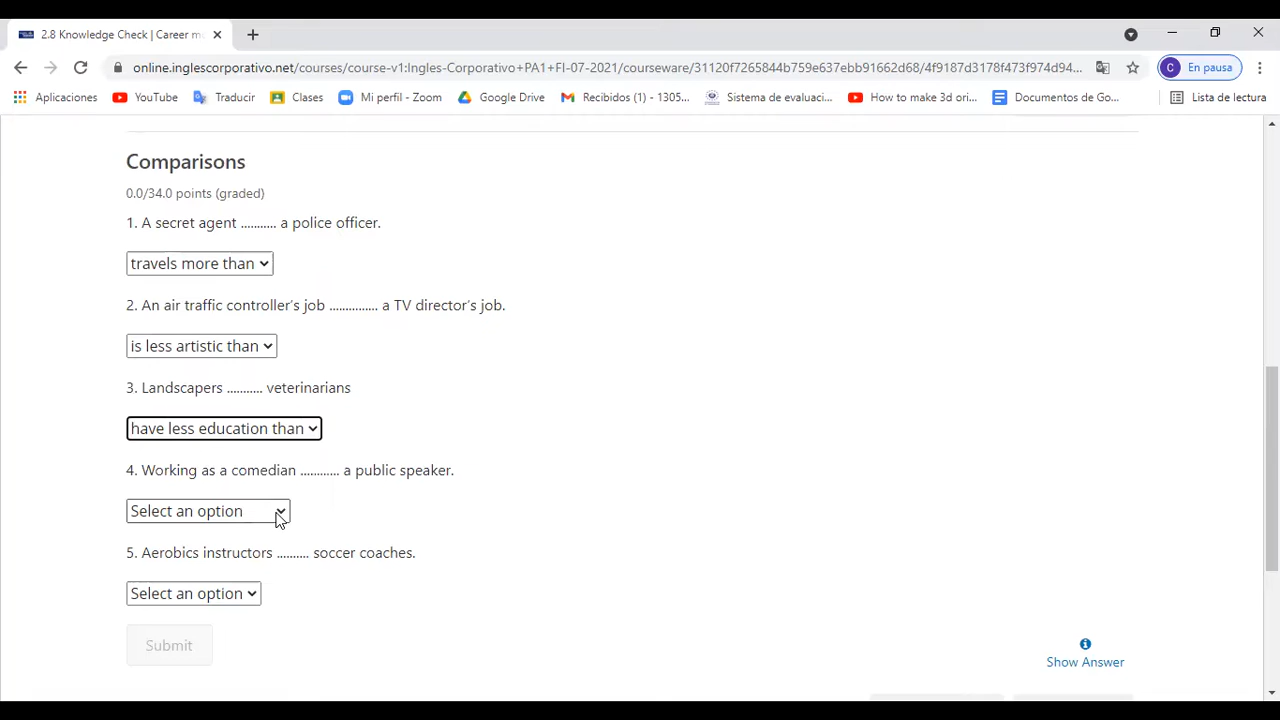 2.8 Knowledge Check | Career m
online.inglescorporativo.net/courses/course-v1:Ingles-Corporativo+PA1+FI-07-2021/courseware/31120f7265844b759e637ebb91662d68/4f9187d3178f473f974d94...
C En pausa
Aplicaciones YouTube Traducir Clases Mi perfil - Zoom Google Drive Recibidos (1) - 1305... Sistema de evaluaci... How to make 3d ori... Documentos de Go... Lista de lectura
Comparisons
0.0/34.0 points (graded)
1. A secret agent ........... a police officer.
travels more than
2. An air traffic controller’s job .............. a TV director’s job.
is less artistic than
3. Landscapers ........... veterinarians
have less education than
4. Working as a comedian ............ a public speaker.
Select an option
5. Aerobics instructors ......... soccer coaches.
Select an option
Submit
Show Answer